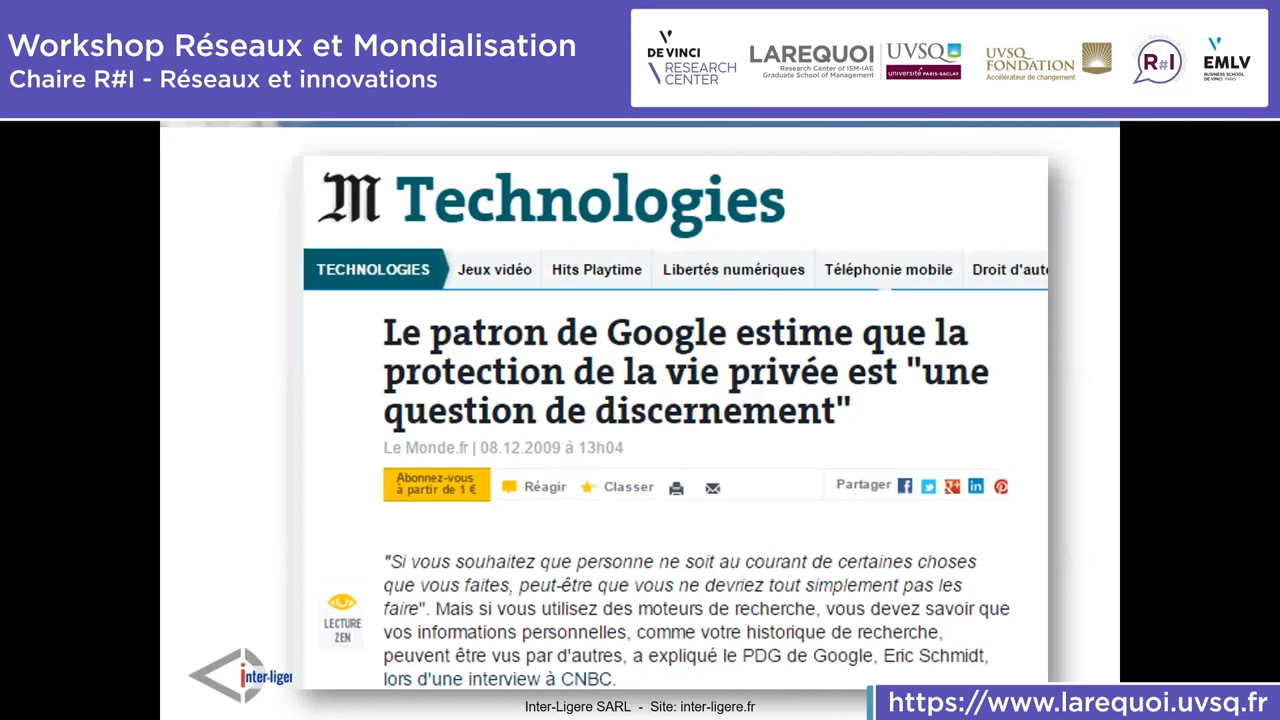 Workshop Réseaux et Mondialisation
Chaire R#I - Réseaux et innovations
DE VINCI
RESEARCH
CENTER
LAREQUOI
Research Center of ISM-IAE
Graduate School of Management
UVSQ
université PARIS-SACLAY
UVSQ
FONDATION
Accélérateur de changement
R#I
EMLV
BUSINESS SCHOOL
DE VINCI PARIS
M Technologies
TECHNOLOGIES
Jeux vidéo
Hits Playtime
Libertés numériques
Téléphonie mobile
Droit d'auto
Le patron de Google estime que la
protection de la vie privée est "une
question de discernement"
Le Monde.fr | 08.12.2009 à 13h04
Abonnez-vous
à partir de 1 €
Réagir
Classer
Partager
"Si vous souhaitez que personne ne soit au courant de certaines choses
que vous faites, peut-être que vous ne devriez tout simplement pas les
faire". Mais si vous utilisez des moteurs de recherche, vous devez savoir que
vos informations personnelles, comme votre historique de recherche,
peuvent être vus par d'autres, a expliqué le PDG de Google, Eric Schmidt,
lors d'une interview à CNBC.
LECTURE
ZEN
inter-liger
Inter-Ligere SARL - Site: inter-ligere.fr
https://www.larequoi.uvsq.fr